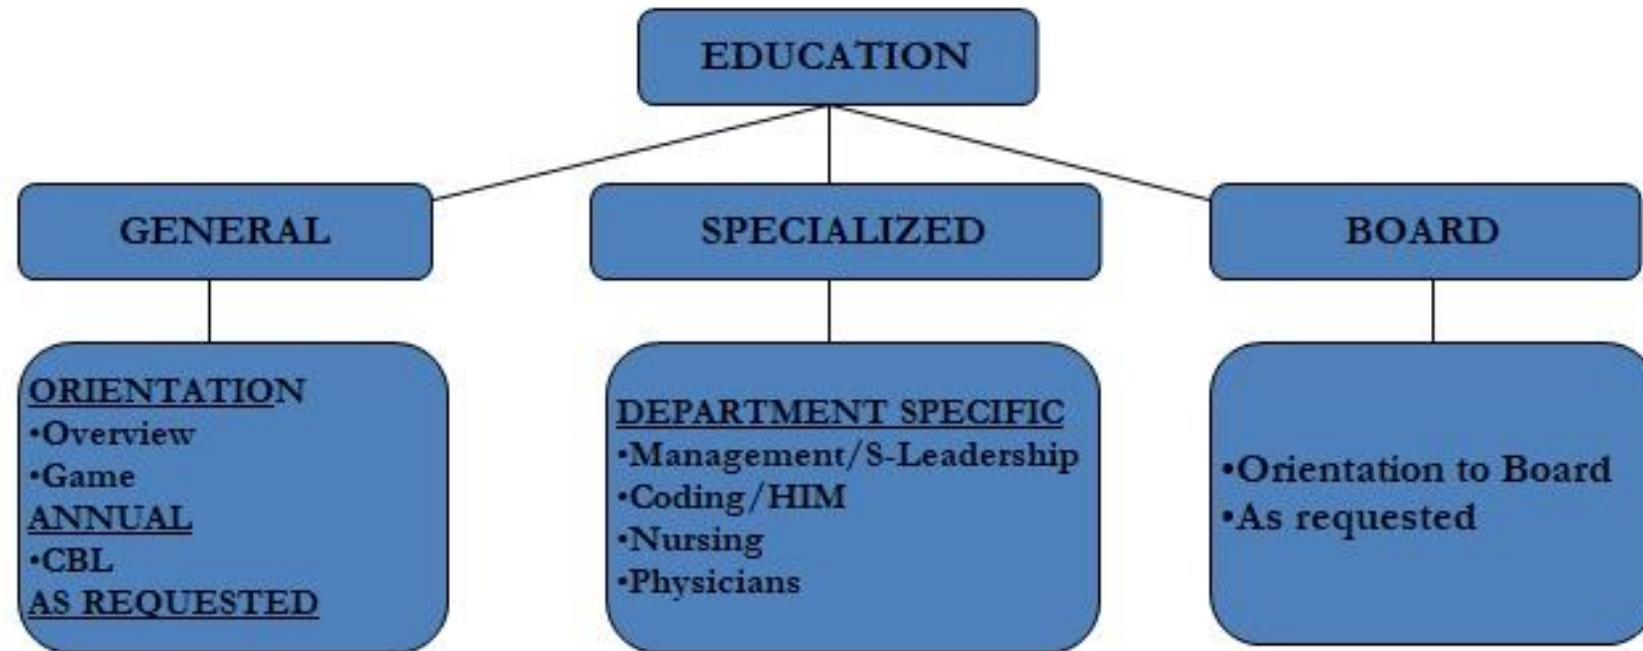 EDUCATION
GENERAL
SPECIALIZED
BOARD
ORIENTATION
•Overview
•Game
ANNUAL
•CBL
AS REQUESTED
DEPARTMENT SPECIFIC
•Management/S-Leadership
•Coding/HIM
•Nursing
•Physicians
•Orientation to Board
•As requested